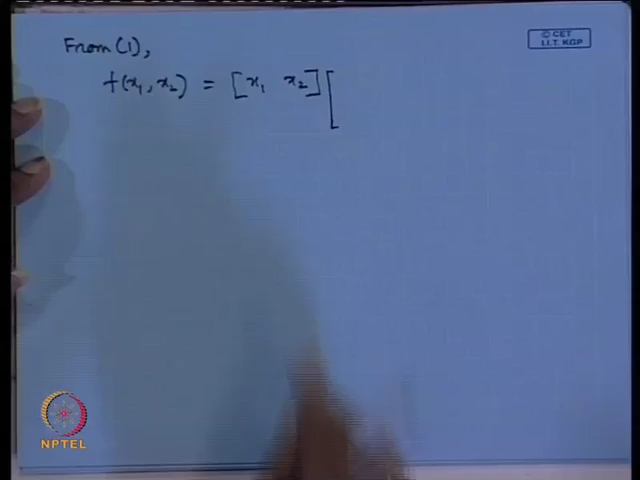 © CET
I.I.T. KGP
From (1),
f(x₁, x₂) = [x₁ x₂] [
NPTEL